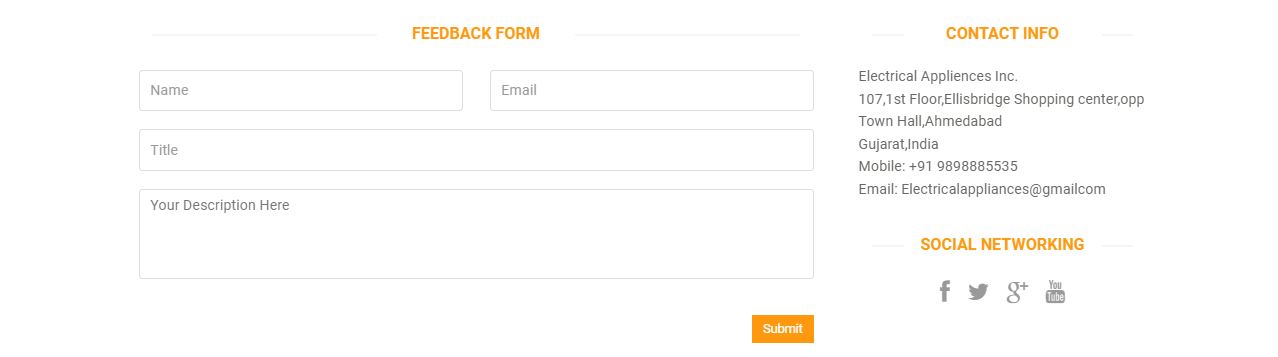 FEEDBACK FORM
Name
Email
Title
Your Description Here
Submit
CONTACT INFO
Electrical Appliences Inc.
107,1st Floor,Ellisbridge Shopping center,opp
Town Hall,Ahmedabad
Gujarat,India
Mobile: +91 9898885535
Email: Electricalappliances@gmailcom
SOCIAL NETWORKING
f
g+
You
Tube